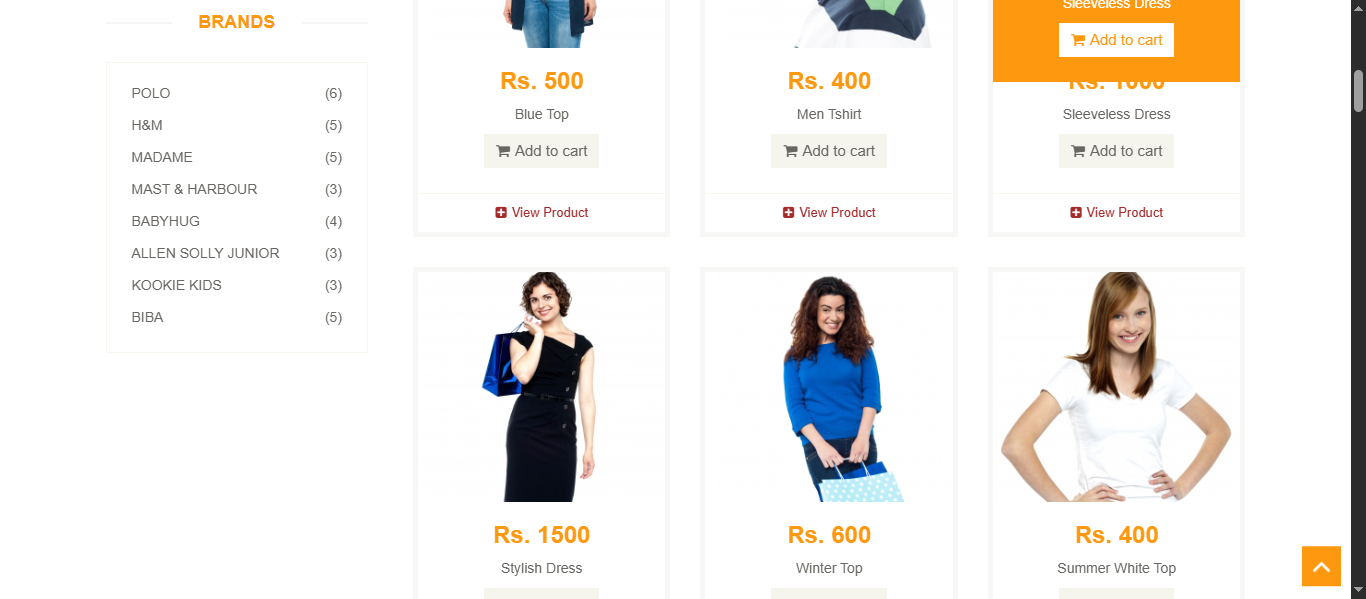 BRANDS
POLO (6)
H&M (5)
MADAME (5)
MAST & HARBOUR (3)
BABYHUG (4)
ALLEN SOLLY JUNIOR (3)
KOOKIE KIDS (3)
BIBA (5)
Rs. 500
Blue Top
Add to cart
View Product
Rs. 400
Men Tshirt
Add to cart
View Product
Sleeveless Dress
Add to cart
Rs. 1000
Sleeveless Dress
Add to cart
View Product
Rs. 1500
Stylish Dress
Rs. 600
Winter Top
Rs. 400
Summer White Top